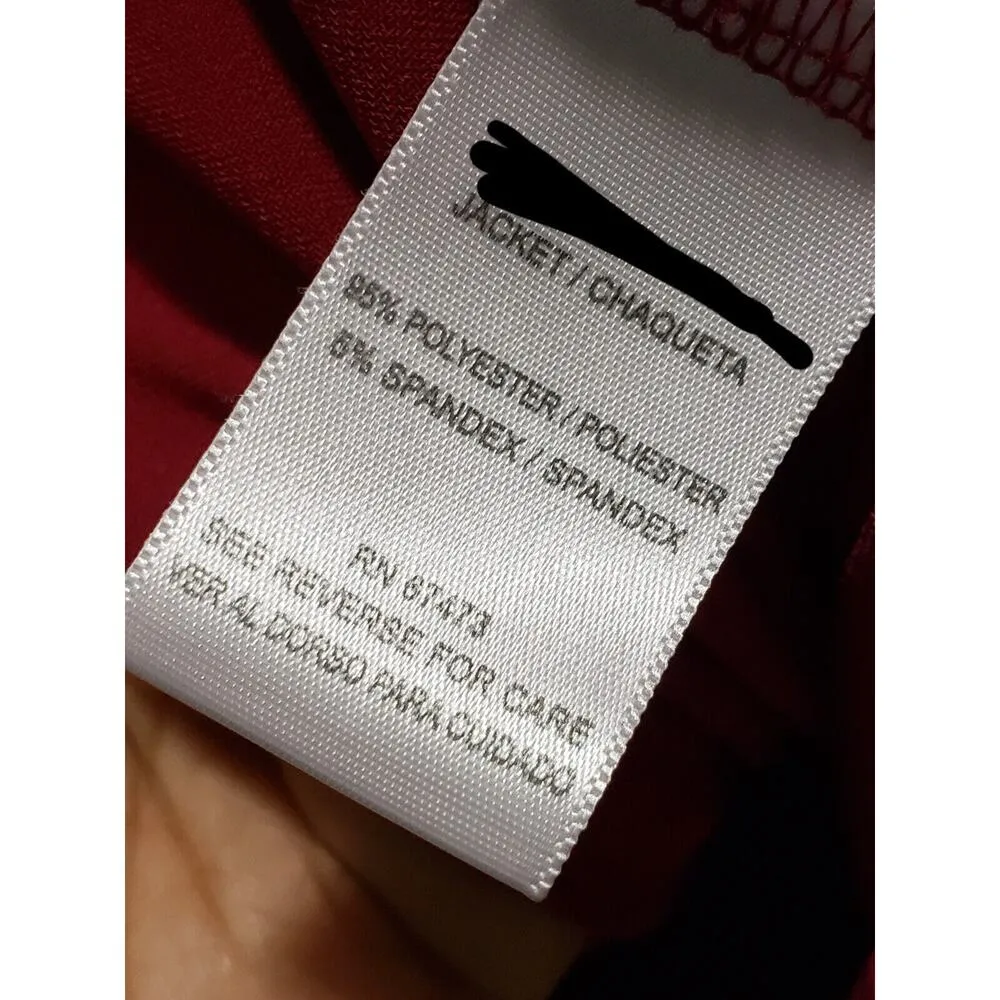 JACKET / CHAQUETA
95% POLYESTER / POLIESTER
5% SPANDEX / SPANDEX
RN 67473
SEE REVERSE FOR CARE
VER AL DORSO PARA CUIDADO